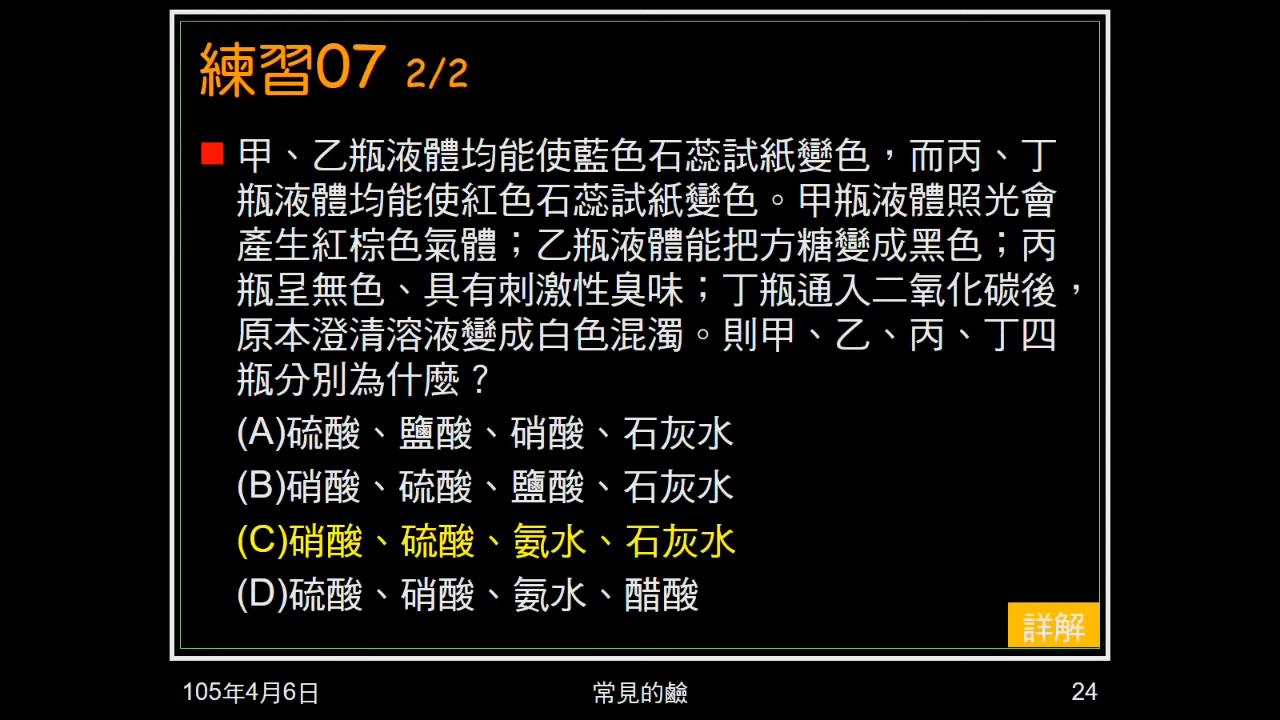 練習07 2/2
甲、乙瓶液體均能使藍色石蕊試紙變色，而丙、丁
瓶液體均能使紅色石蕊試紙變色。甲瓶液體照光會
產生紅棕色氣體；乙瓶液體能把方糖變成黑色；丙
瓶呈無色、具有刺激性臭味；丁瓶通入二氧化碳後，
原本澄清溶液變成白色混濁。則甲、乙、丙、丁四
瓶分別為什麼？
(A)硫酸、鹽酸、硝酸、石灰水
(B)硝酸、硫酸、鹽酸、石灰水
(C)硝酸、硫酸、氨水、石灰水
(D)硫酸、硝酸、氨水、醋酸
詳解
105年4月6日 常見的鹼 24